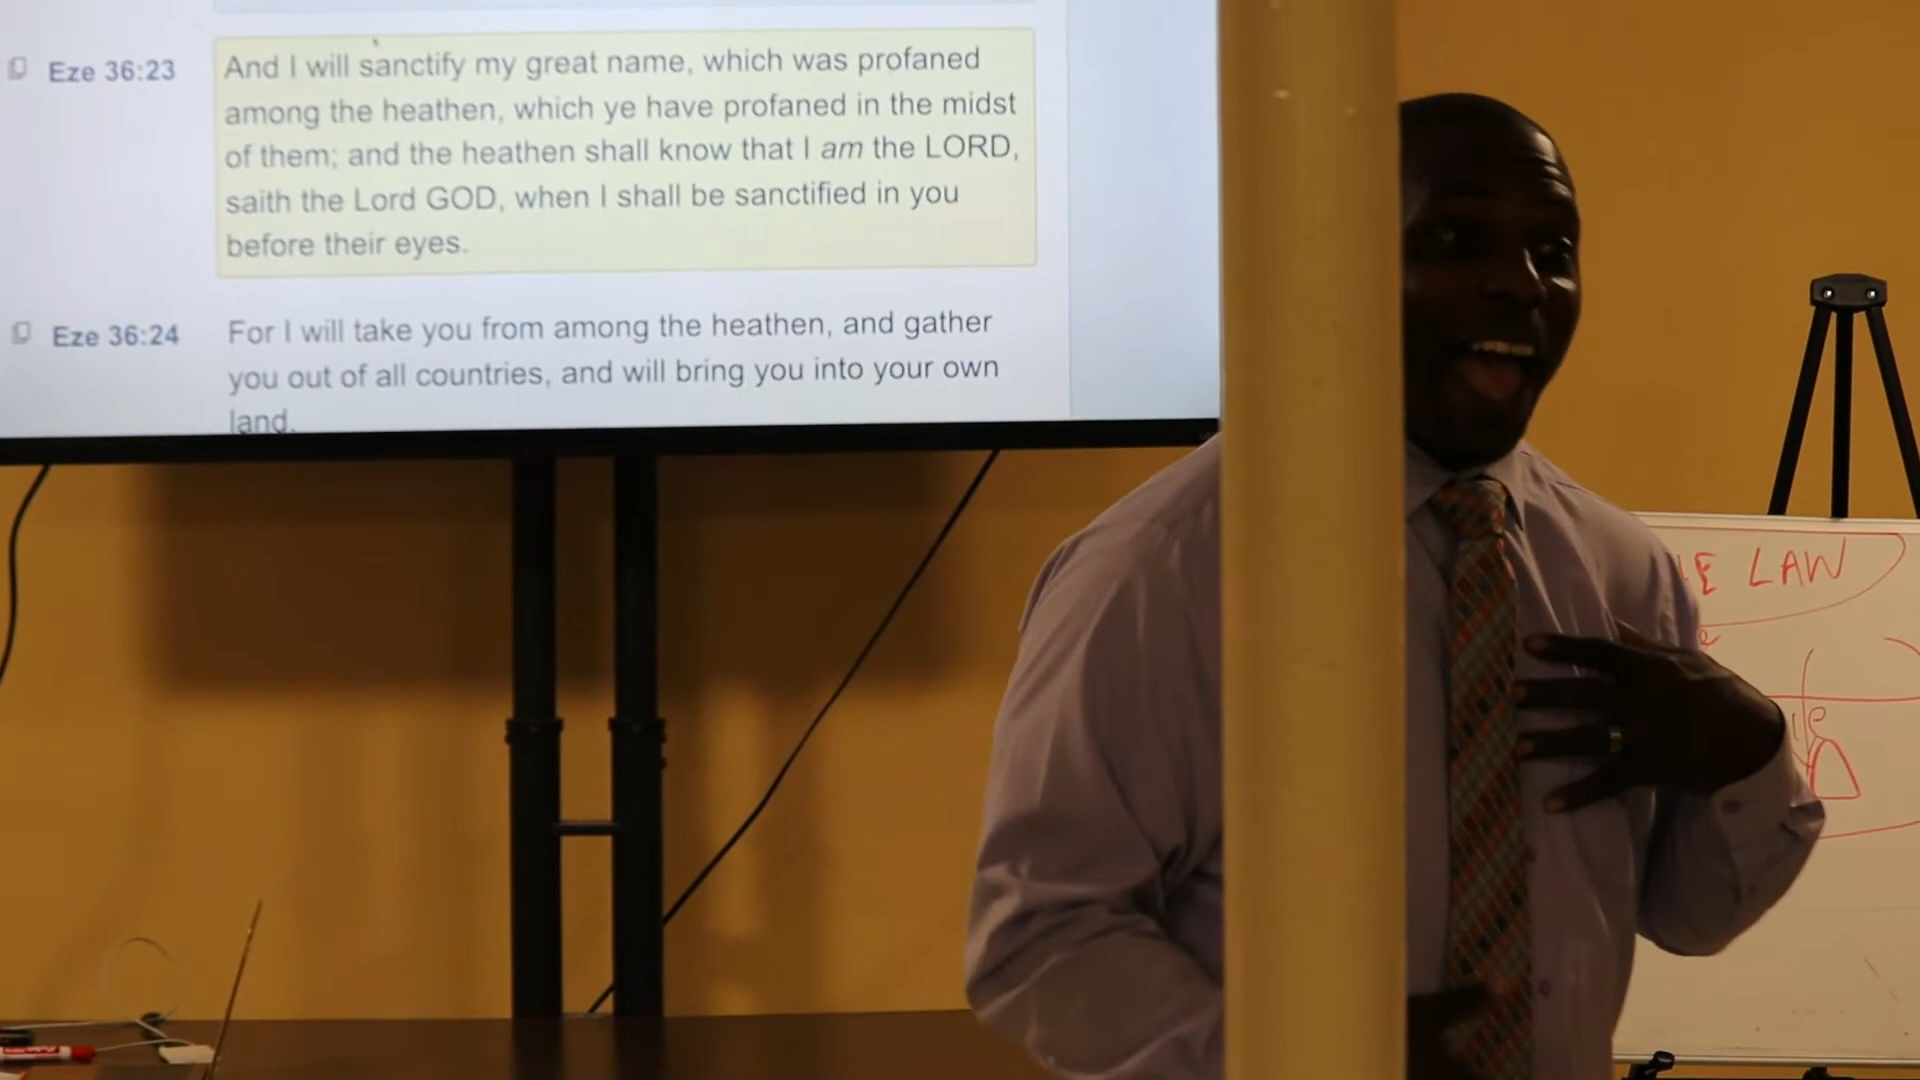 Eze 36:23
And I will sanctify my great name, which was profaned
among the heathen, which ye have profaned in the midst
of them; and the heathen shall know that I am the LORD,
saith the Lord GOD, when I shall be sanctified in you
before their eyes.
Eze 36:24
For I will take you from among the heathen, and gather
you out of all countries, and will bring you into your own
land.
E LAW